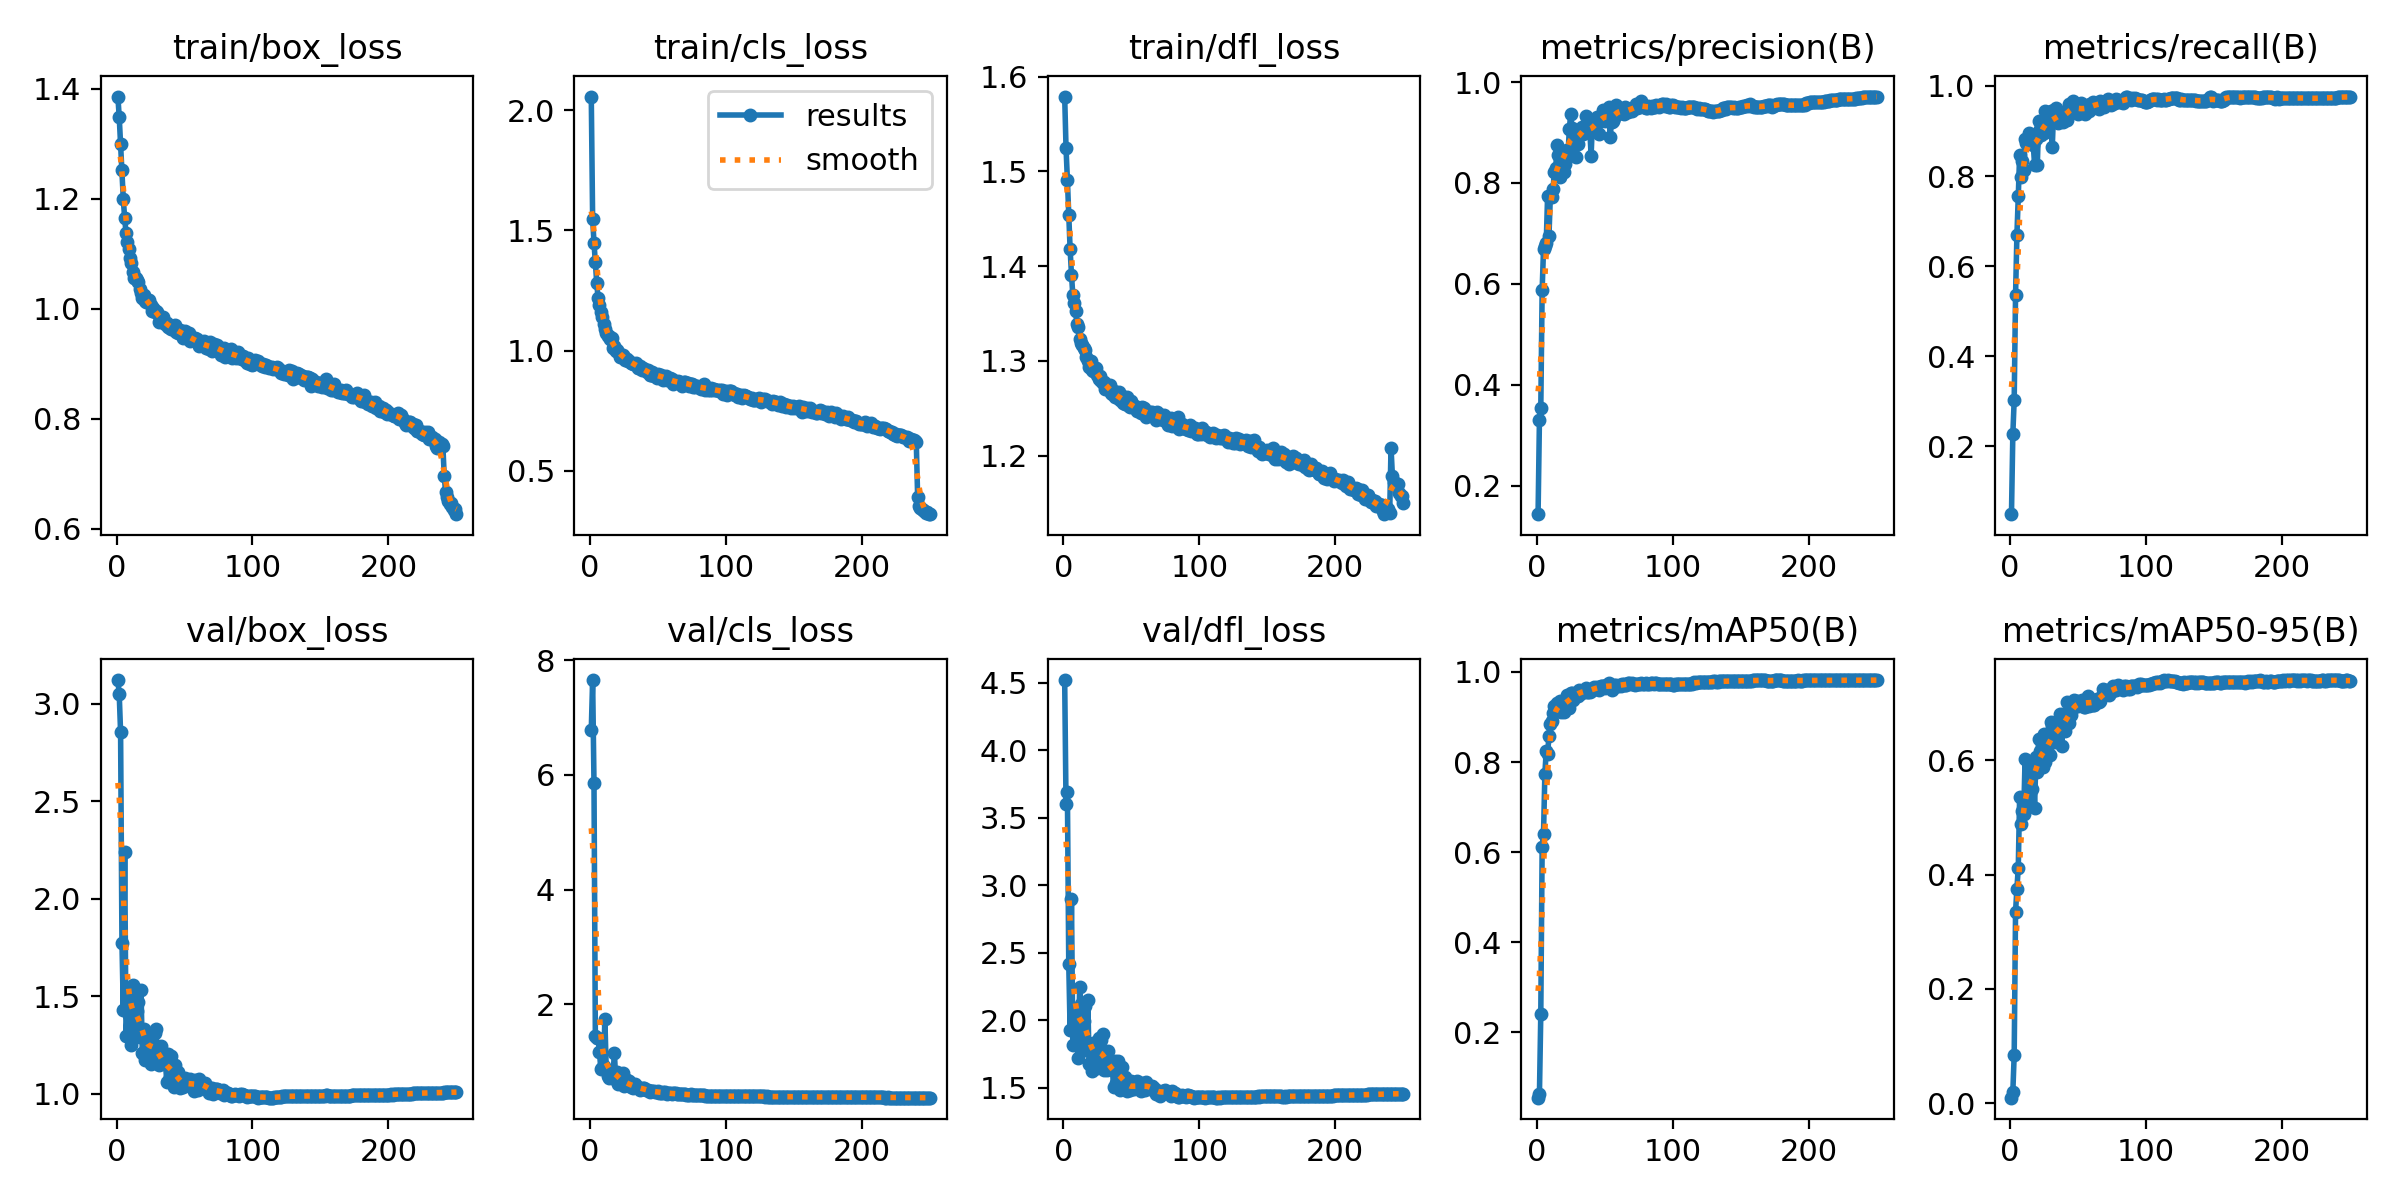 train/box_loss
1.4
1.2
1.0
0.8
0.6
0 100 200
train/cls_loss
results
smooth
2.0
1.5
1.0
0.5
0 100 200
train/dfl_loss
1.6
1.5
1.4
1.3
1.2
0 100 200
metrics/precision(B)
1.0
0.8
0.6
0.4
0.2
0 100 200
metrics/recall(B)
1.0
0.8
0.6
0.4
0.2
0 100 200
val/box_loss
3.0
2.5
2.0
1.5
1.0
0 100 200
val/cls_loss
8
6
4
2
0 100 200
val/dfl_loss
4.5
4.0
3.5
3.0
2.5
2.0
1.5
0 100 200
metrics/mAP50(B)
1.0
0.8
0.6
0.4
0.2
0 100 200
metrics/mAP50-95(B)
0.6
0.4
0.2
0.0
0 100 200